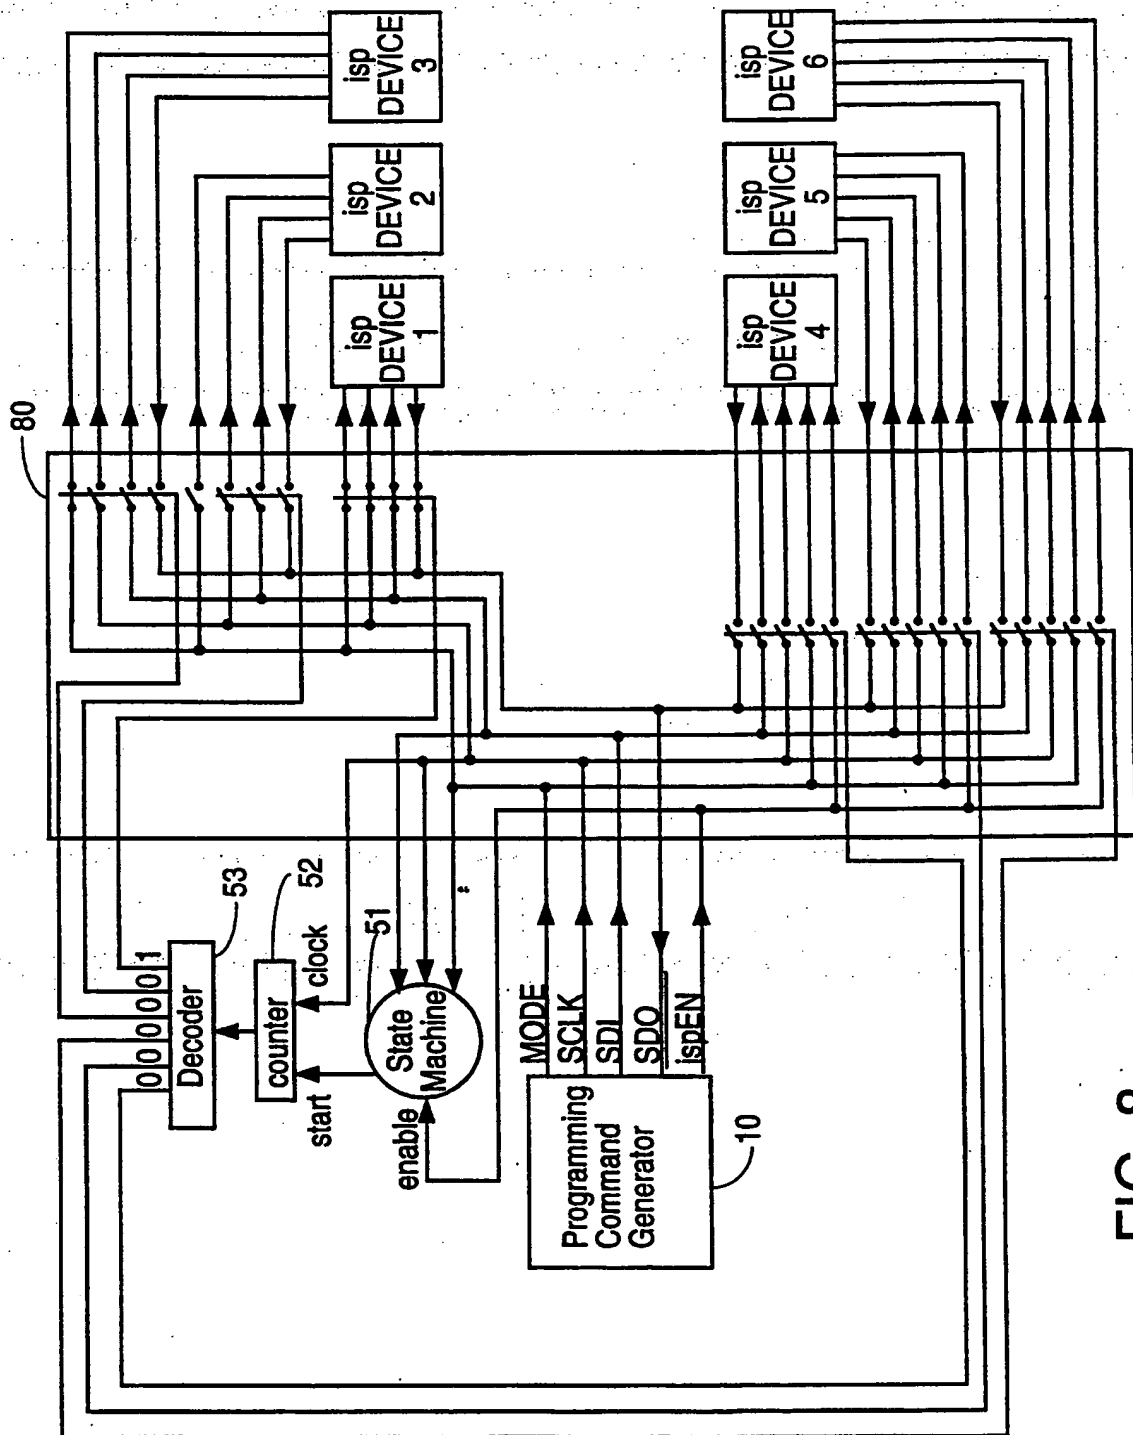 isp
DEVICE
3
isp
DEVICE
2
isp
DEVICE
1
isp
DEVICE
6
isp
DEVICE
5
isp
DEVICE
4
80
53
52
51
10
0 0 0 0 0 1
Decoder
counter
clock
start
State
Machine
enable
MODE
SCLK
SDI
SDO
ispEN
Programming
Command
Generator
FIG.